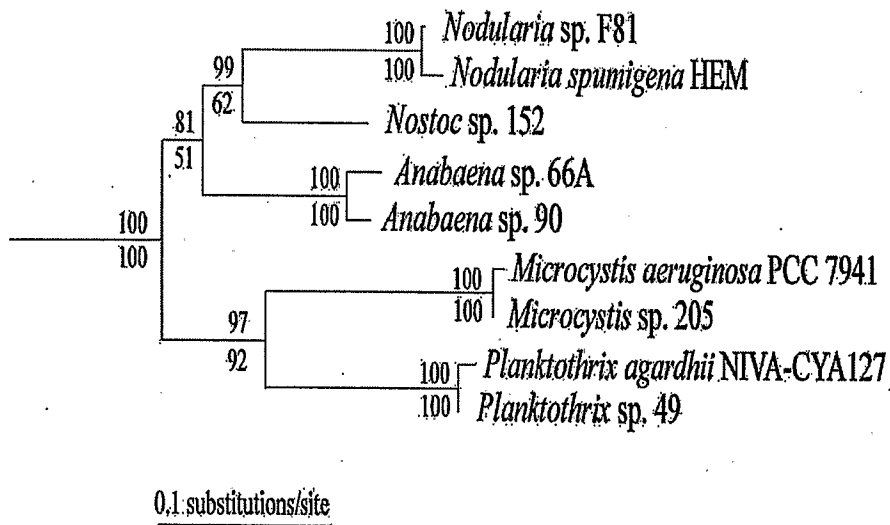 100 Nodularia sp. F81
100 Nodularia spumigena HEM
99
62
Nostoc sp. 152
81
51
100 Anabaena sp. 66A
100 Anabaena sp. 90
100
100
100 Microcystis aeruginosa PCC 7941
100 Microcystis sp. 205
97
92
100 Planktothrix agardhii NIVA-CYA127
100 Planktothrix sp. 49
0,1 substitutions/site